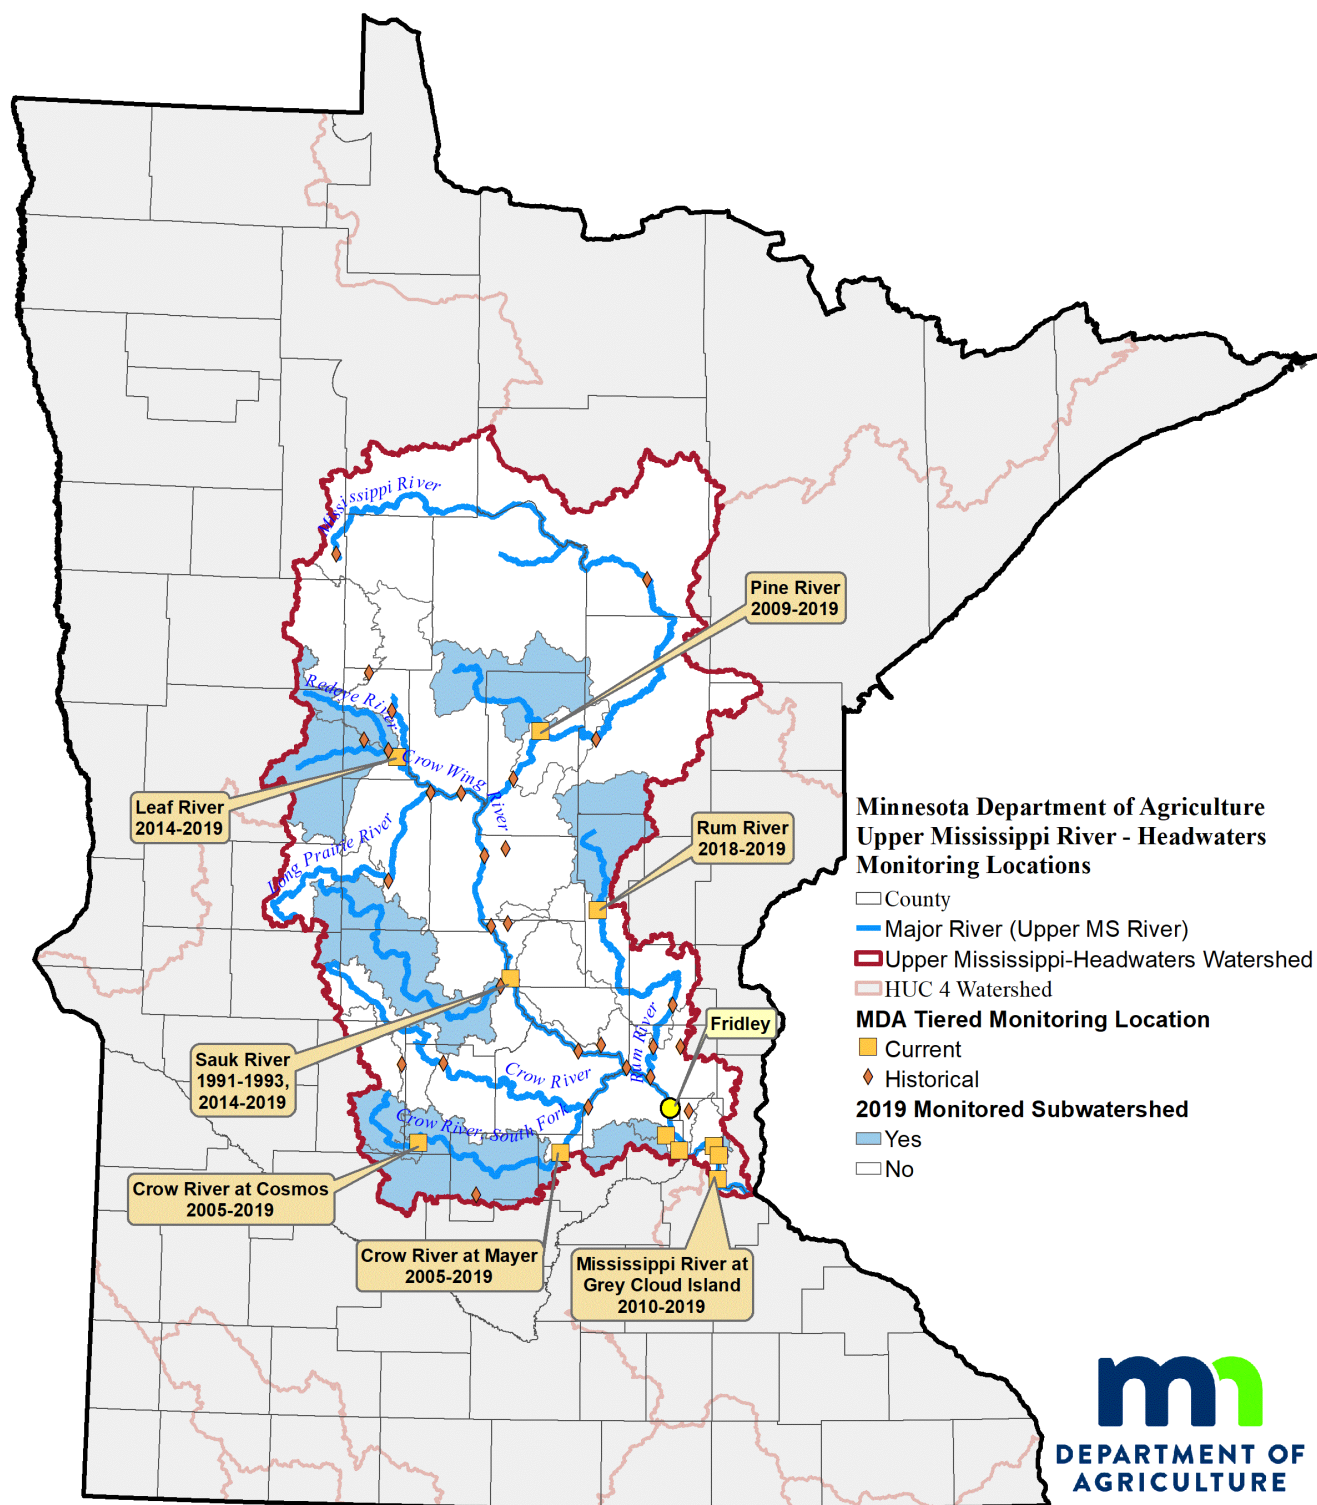 Mississippi River
Pine River
2009-2019
Redeye River
Crow Wing River
Leaf River
2014-2019
Long Prairie River
Rum River
2018-2019
Minnesota Department of Agriculture
Upper Mississippi River - Headwaters
Monitoring Locations
County
Major River (Upper MS River)
Upper Mississippi-Headwaters Watershed
HUC 4 Watershed
MDA Tiered Monitoring Location
Current
Historical
2019 Monitored Subwatershed
Yes
No
Fridley
Rum River
Sauk River
1991-1993,
2014-2019
Crow River
Crow River, South Fork
Crow River at Cosmos
2005-2019
Crow River at Mayer
2005-2019
Mississippi River at
Grey Cloud Island
2010-2019
mn
DEPARTMENT OF
AGRICULTURE